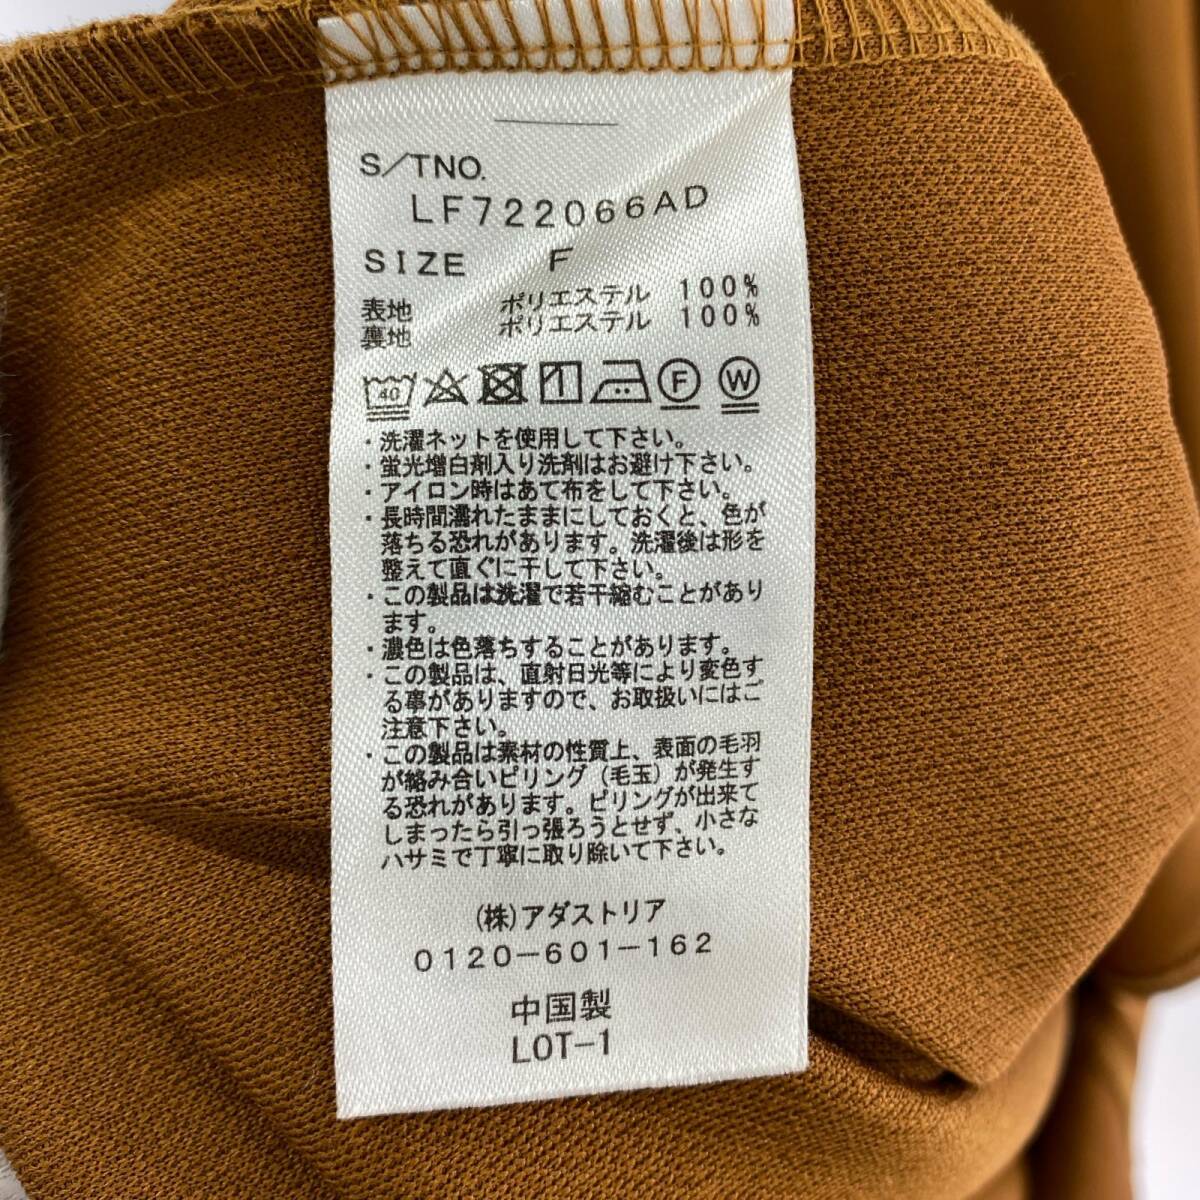 S/TNO.
LF722066AD
SIZE F
表地 ポリエステル 100%
裏地 ポリエステル 100%
40 F W
・洗濯ネットを使用して下さい。
・蛍光増白剤入り洗剤はお避け下さい。
・アイロン時はあて布をして下さい。
・長時間濡れたままにしておくと、色が
落ちる恐れがあります。洗濯後は形を
整えて直ぐに干して下さい。
・この製品は洗濯で若干縮むことがあり
ます。
・濃色は色落ちすることがあります。
・この製品は、直射日光等により変色す
る事がありますので、お取扱いにはご
注意下さい。
・この製品は素材の性質上、表面の毛羽
が絡み合いピリング(毛玉)が発生す
る恐れがあります。ピリングが出来て
しまったら引っ張ろうとせず、小さな
ハサミで丁寧に取り除いて下さい。
(株)アダストリア
0120-601-162
中国製
LOT-1